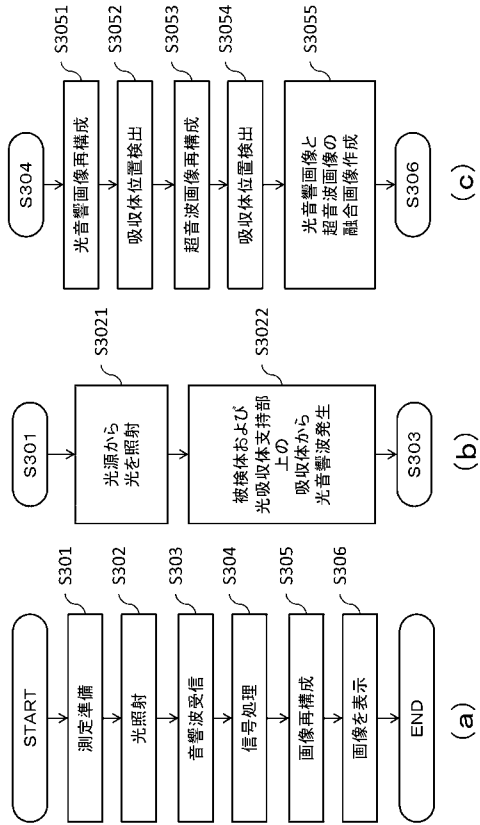 START
測定準備
S301
光照射
S302
音響波受信
S303
信号処理
S304
画像再構成
S305
画像を表示
S306
END
(a)
S301
光源から
光を照射
S3021
被検体および
光吸収体支持部
上の
吸収体から
光音響波発生
S3022
S303
(b)
S304
光音響画像再構成
S3051
吸収体位置検出
S3052
超音波画像再構成
S3053
吸収体位置検出
S3054
光音響画像と
超音波画像の
融合画像作成
S3055
S306
(c)